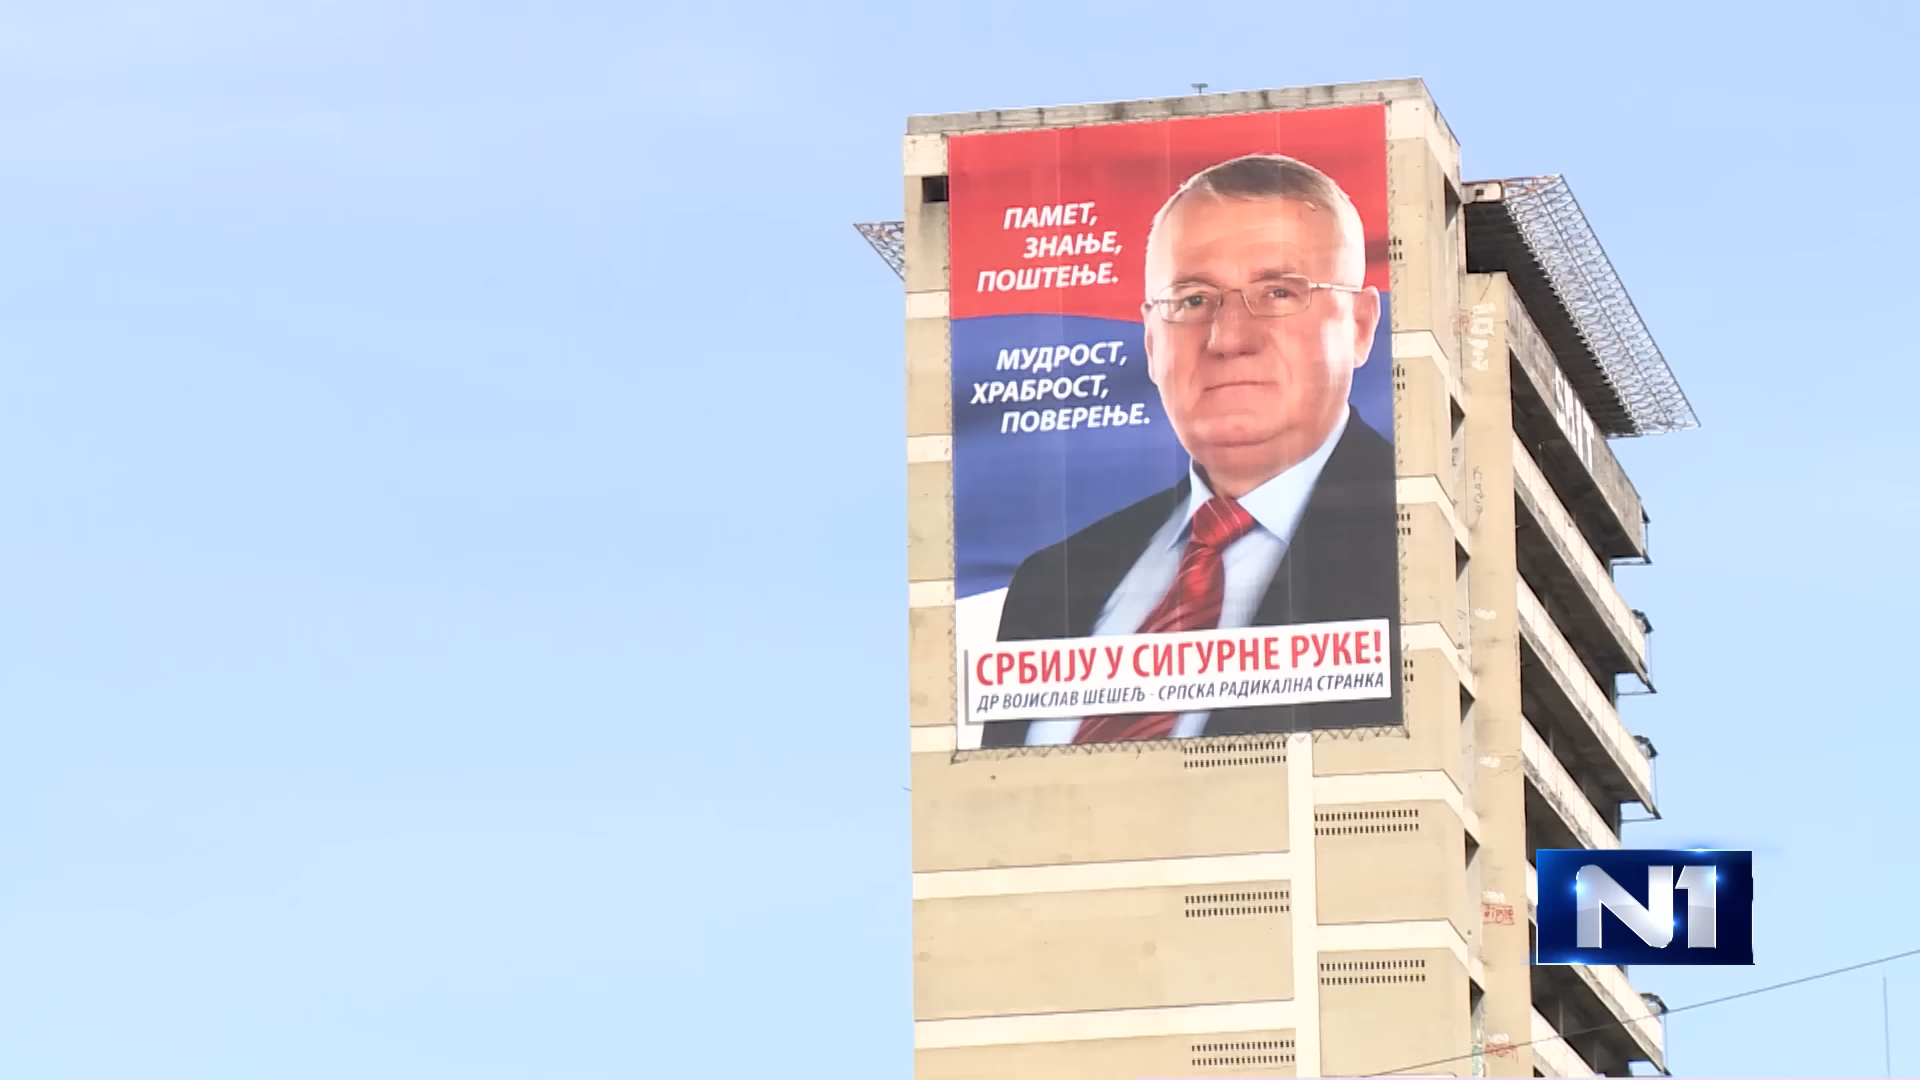 ПАМЕТ,
ЗНАЊЕ,
ПОШТЕЊЕ.
МУДРОСТ,
ХРАБРОСТ,
ПОВЕРЕЊЕ.
СРБИЈУ У СИГУРНЕ РУКЕ!
ДР ВОЈИСЛАВ ШЕШЕЉ - СРПСКА РАДИКАЛНА СТРАНКА
N1